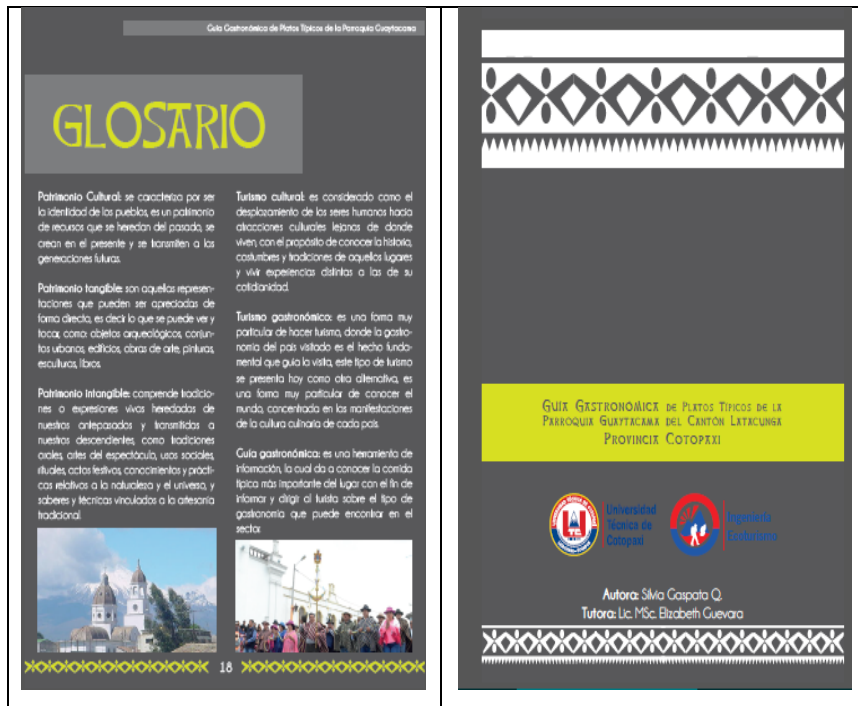 Guía Gastronómica de Platos Típicos de la Parroquia Guaytacama
GLOSARIO
Patrimonio Cultural: se caracteriza por ser
la identidad de los pueblos, es un patrimonio
de recursos que se heredan del pasado, se
crean en el presente y se transmiten a las
generaciones futuras.
Patrimonio tangible: son aquellas represen-
taciones que pueden ser apreciadas de
forma directa, es decir lo que se puede ver y
tocar, como: objetos arqueológicos, conjun-
tos urbanos, edificios, obras de arte, pinturas,
esculturas, libros.
Patrimonio intangible: comprende tradicio-
nes o expresiones vivas heredadas de
nuestros antepasados y transmitidas a
nuestros descendientes, como tradiciones
orales, artes del espectáculo, usos sociales,
rituales, actos festivos, conocimientos y prácti-
cas relativos a la naturaleza y el universo, y
saberes y técnicas vinculados a la artesanía
tradicional.
Turismo cultural: es considerado como el
desplazamiento de los seres humanos hacia
atracciones culturales lejanas de donde
viven, con el propósito de conocer la historia,
costumbres y tradiciones de aquellos lugares
y vivir experiencias distintas a las de su
cotidianidad.
Turismo gastronómico: es una forma muy
particular de hacer turismo, donde la gastro-
nomía del país visitado es el hecho funda-
mental que guía la visita, este tipo de turismo
se presenta hoy como otra alternativa, es
una forma muy particular de conocer el
mundo, concentrada en las manifestaciones
de la cultura culinaria de cada país.
Guía gastronómica: es una herramienta de
información, la cual da a conocer la comida
típica más importante del lugar con el fin de
informar y dirigir al turista sobre el tipo de
gastronomía que puede encontrar en el
sector.
18
Guía Gastronómica de Platos Típicos de la
Parroquia Guaytacama del Cantón Latacunga
Provincia Cotopaxi
Universidad
Técnica de
Cotopaxi
Ingeniería
Ecoturismo
Autora: Silvia Gaspata Q.
Tutora: Lic. MSc. Elizabeth Guevara